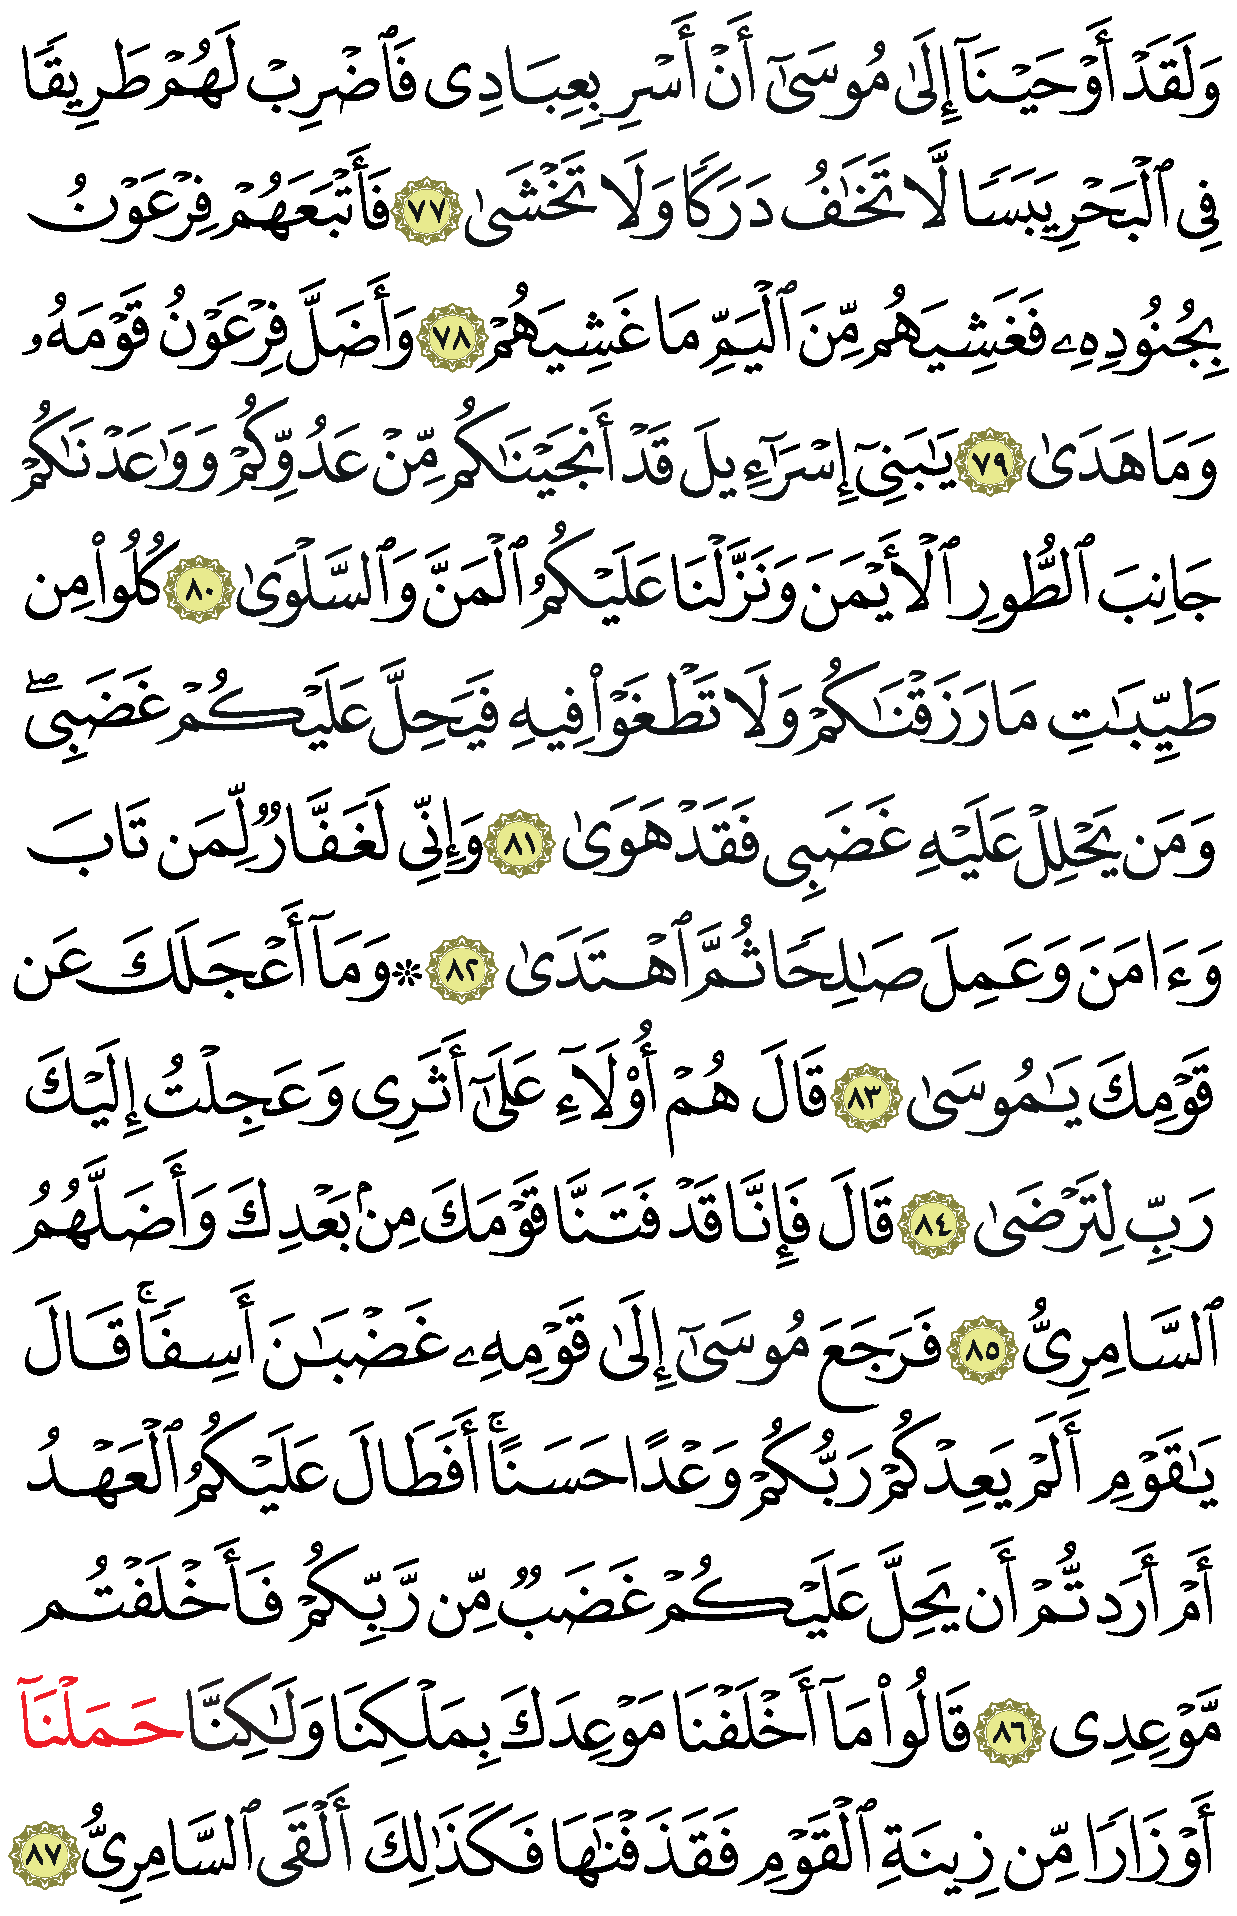 وَلَقَدْ أَوْحَيْنَآ إِلَىٰ مُوسَىٰٓ أَنْ أَسْرِ بِعِبَادِى فَٱضْرِبْ لَهُمْ طَرِيقًا
فِى ٱلْبَحْرِ يَبَسًا لَّا تَخَٰفُ دَرَكًا وَلَا تَخْشَىٰ ٧٧ فَأَتْبَعَهُمْ فِرْعَوْنُ
بِجُنُودِهِۦ فَغَشِيَهُم مِّنَ ٱلْيَمِّ مَا غَشِيَهُمْ ٧٨ وَأَضَلَّ فِرْعَوْنُ قَوْمَهُۥ
وَمَا هَدَىٰ ٧٩ يَٰبَنِىٓ إِسْرَٰٓءِيلَ قَدْ أَنجَيْنَٰكُم مِّنْ عَدُوِّكُمْ وَوَٰعَدْنَٰكُمْ
جَانِبَ ٱلطُّورِ ٱلْأَيْمَنَ وَنَزَّلْنَا عَلَيْكُمُ ٱلْمَنَّ وَٱلسَّلْوَىٰ ٨٠ كُلُوا۟ مِن
طَيِّبَٰتِ مَا رَزَقْنَٰكُمْ وَلَا تَطْغَوْا۟ فِيهِ فَيَحِلَّ عَلَيْكُمْ غَضَبِى ۖ
وَمَن يَحْلِلْ عَلَيْهِ غَضَبِى فَقَدْ هَوَىٰ ٨١ وَإِنِّى لَغَفَّارٌ لِّمَن تَابَ
وَءَامَنَ وَعَمِلَ صَٰلِحًا ثُمَّ ٱهْتَدَىٰ ٨٢ * وَمَآ أَعْجَلَكَ عَن
قَوْمِكَ يَٰمُوسَىٰ ٨٣ قَالَ هُمْ أُو۟لَآءِ عَلَىٰٓ أَثَرِى وَعَجِلْتُ إِلَيْكَ
رَبِّ لِتَرْضَىٰ ٨٤ قَالَ فَإِنَّا قَدْ فَتَنَّا قَوْمَكَ مِنۢ بَعْدِكَ وَأَضَلَّهُمُ
ٱلسَّامِرِىُّ ٨٥ فَرَجَعَ مُوسَىٰٓ إِلَىٰ قَوْمِهِۦ غَضْبَٰنَ أَسِفًا ۚ قَالَ
يَٰقَوْمِ أَلَمْ يَعِدْكُمْ رَبُّكُمْ وَعْدًا حَسَنًا ۚ أَفَطَالَ عَلَيْكُمُ ٱلْعَهْدُ
أَمْ أَرَدتُّمْ أَن يَحِلَّ عَلَيْكُمْ غَضَبٌ مِّن رَّبِّكُمْ فَأَخْلَفْتُم
مَّوْعِدِى ٨٦ قَالُوا۟ مَآ أَخْلَفْنَا مَوْعِدَكَ بِمَلْكِنَا وَلَٰكِنَّا حَمَلْنَآ
أَوْزَارًا مِّن زِينَةِ ٱلْقَوْمِ فَقَذَفْنَٰهَا فَكَذَٰلِكَ أَلْقَى ٱلسَّامِرِىُّ ٨٧